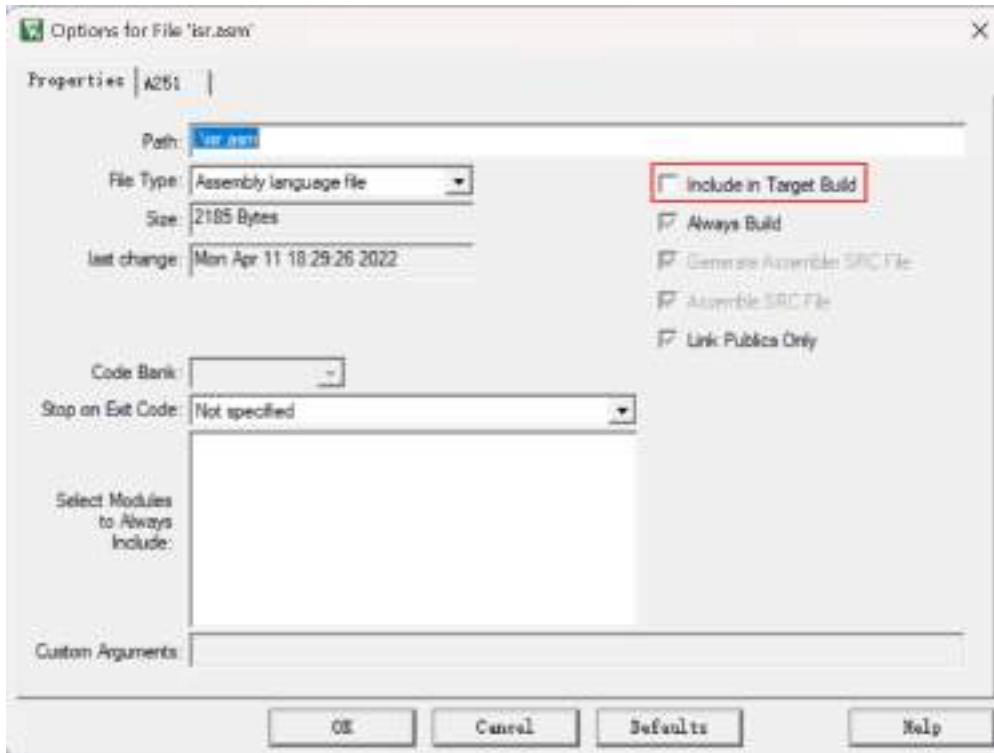 Options for File 'isr.asm'
Properties A251
Path: .\isr.asm
File Type: Assembly language file
Include in Target Build
Size: 2185 Bytes
Always Build
last change: Mon Apr 11 18:29:26 2022
Generate Assembler SRC File
Assemble SRC File
Link Publics Only
Code Bank:
Stop on Exit Code: Not specified
Select Modules
to Always
Include:
Custom Arguments:
OK Cancel Defaults Help